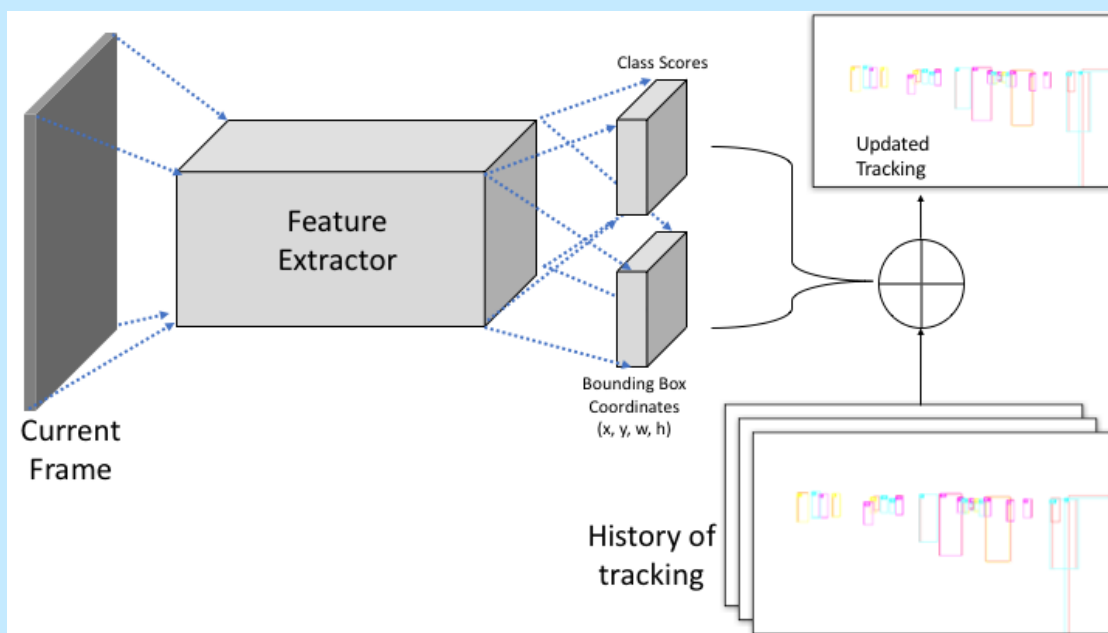 Class Scores
Updated
Tracking
Feature
Extractor
Bounding Box
Coordinates
(x, y, w, h)
Current
Frame
History of
tracking